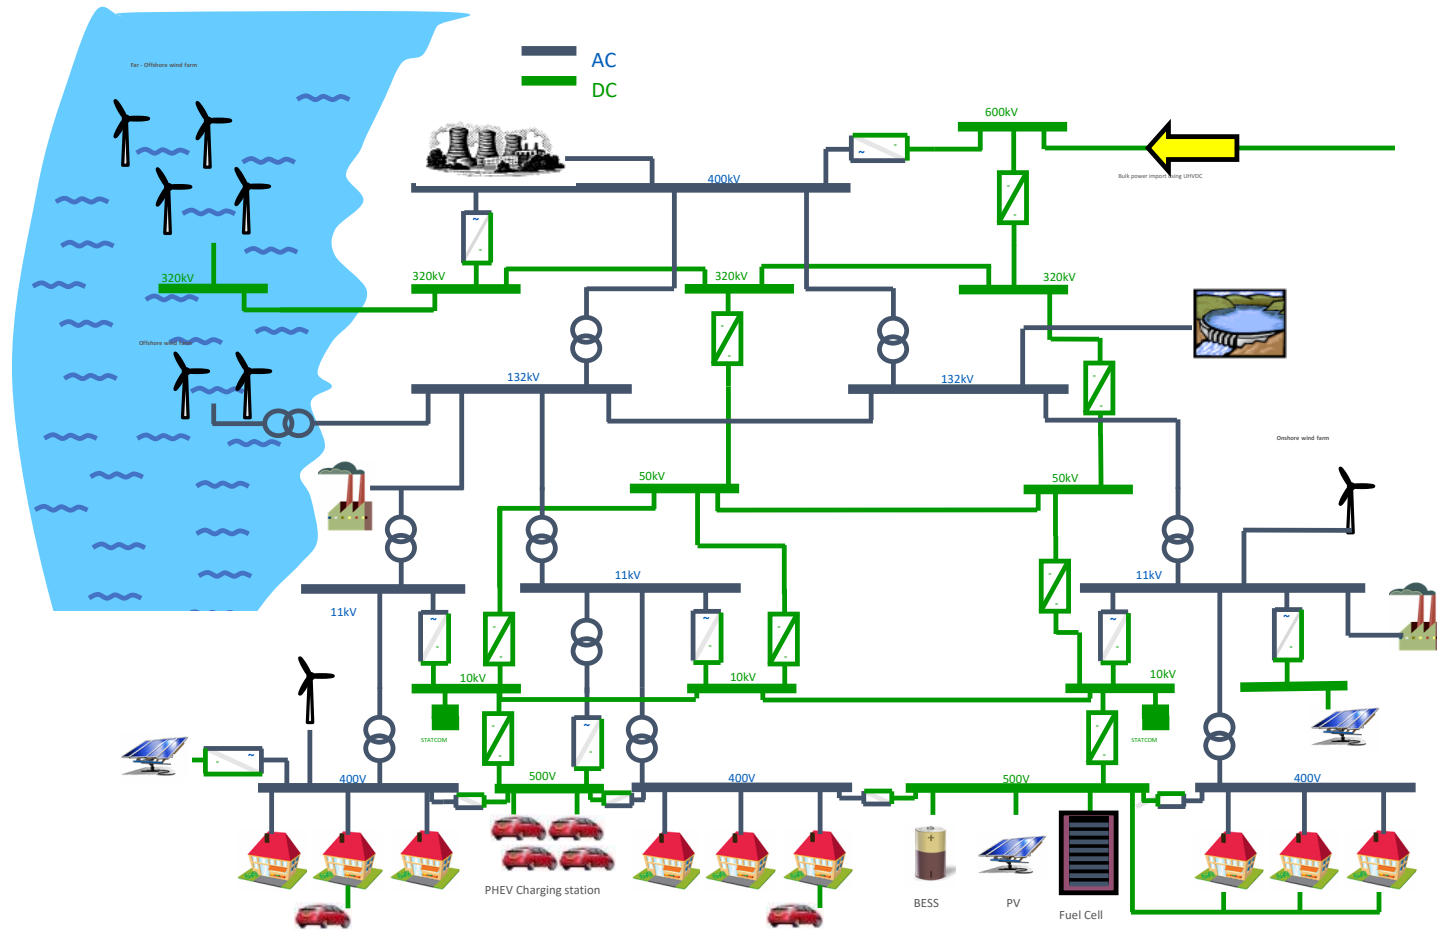 AC
DC
Far - Offshore wind farm
600kV
400kV
Bulk power import using UHVDC
320kV
320kV
320kV
320kV
Offshore wind farm
132kV
132kV
Onshore wind farm
50kV
50kV
11kV
11kV
11kV
10kV
10kV
10kV
STATCOM
STATCOM
400V
500V
400V
500V
400V
PHEV Charging station
BESS
PV
Fuel Cell